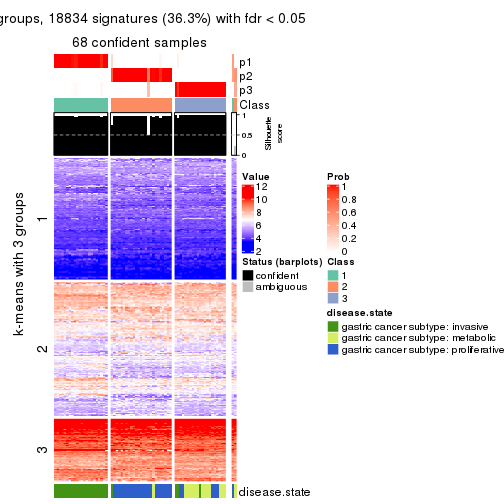 groups, 18834 signatures (36.3%) with fdr < 0.05
68 confident samples
p1
p2
p3
Class
1
0.5
0
Silhouette
score
k-means with 3 groups
1
2
3
disease.state
Value
12
10
8
6
4
2
Prob
1
0.8
0.6
0.4
0.2
0
Status (barplots)
confident
ambiguous
Class
1
2
3
disease.state
gastric cancer subtype: invasive
gastric cancer subtype: metabolic
gastric cancer subtype: proliferative